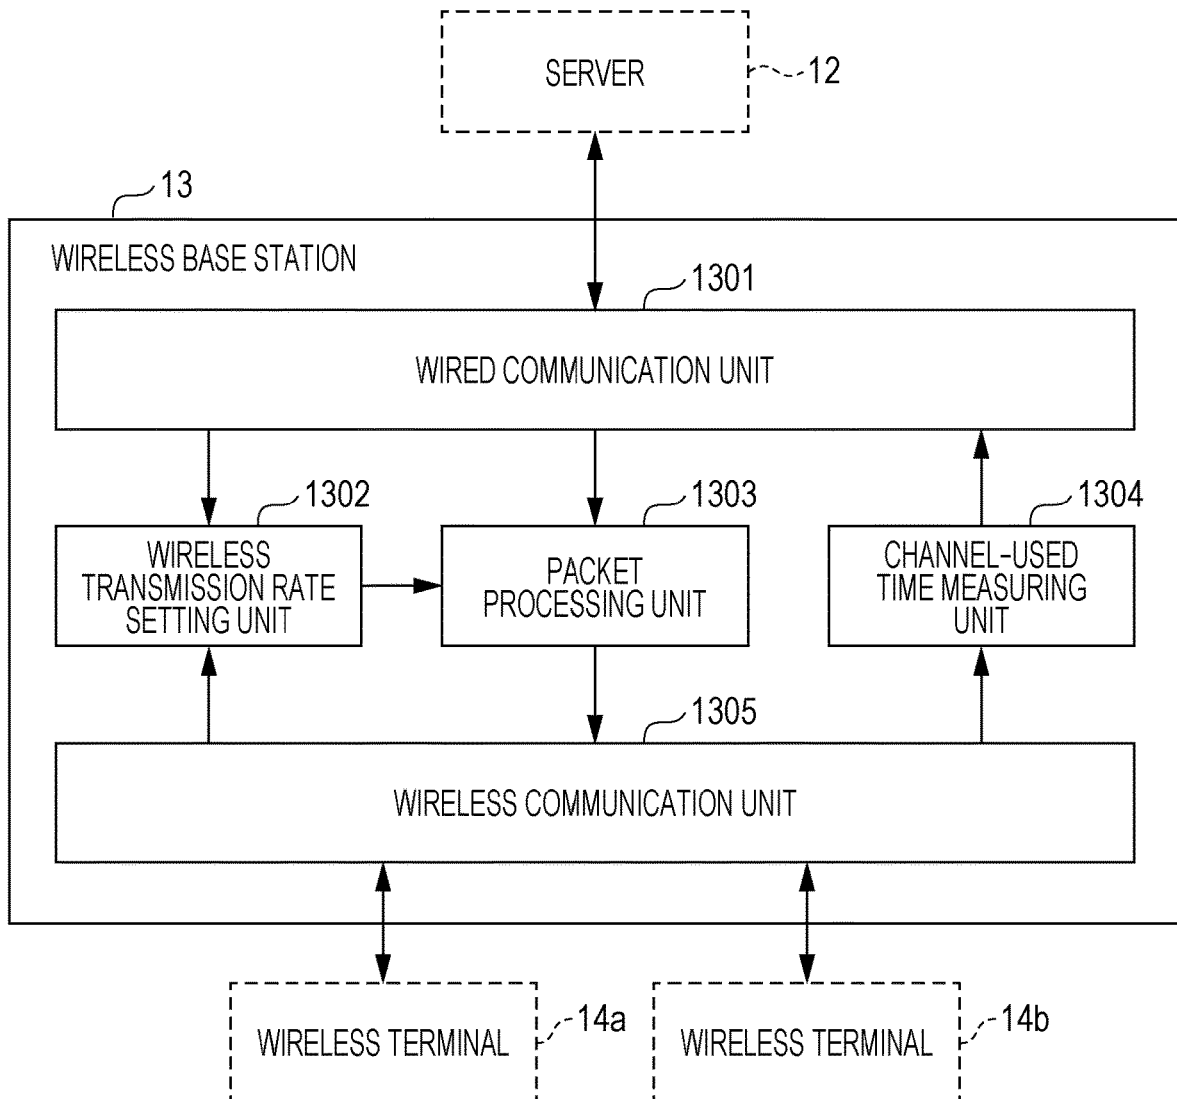 SERVER
12
13
WIRELESS BASE STATION
1301
WIRED COMMUNICATION UNIT
1302
1303
1304
WIRELESS
TRANSMISSION RATE
SETTING UNIT
PACKET
PROCESSING UNIT
CHANNEL-USED
TIME MEASURING
UNIT
1305
WIRELESS COMMUNICATION UNIT
WIRELESS TERMINAL
14a
WIRELESS TERMINAL
14b